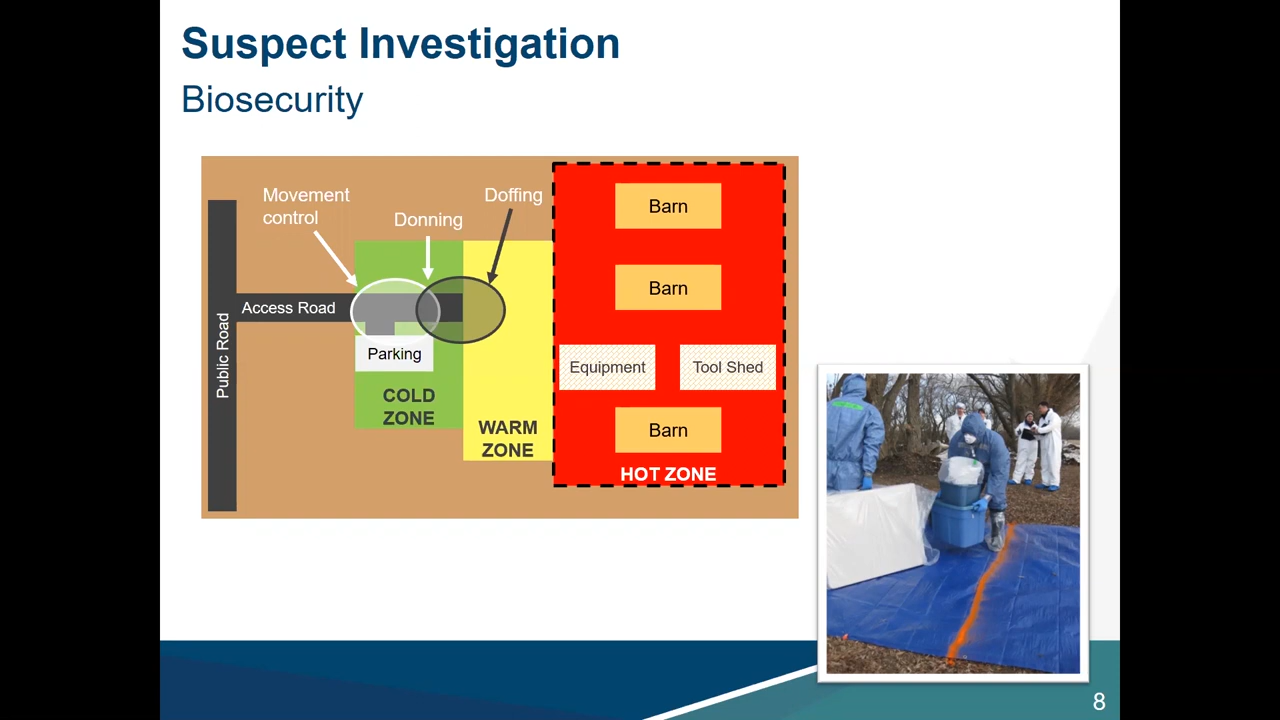 Suspect Investigation
Biosecurity
Movement
control
Donning
Doffing
Barn
Barn
Access Road
Public Road
Parking
Equipment
Tool Shed
COLD
ZONE
WARM
ZONE
Barn
HOT ZONE
8